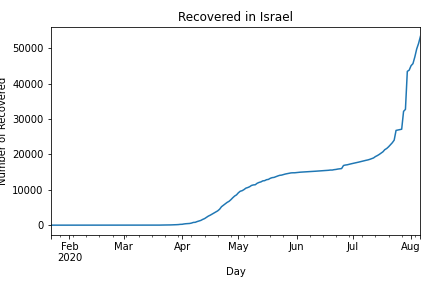 Recovered in Israel
Number of Recovered
50000
40000
30000
20000
10000
0
Feb
2020
Mar
Apr
May
Jun
Jul
Aug
Day